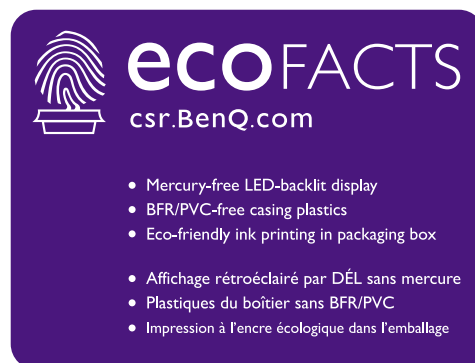 ecoFACTS
csr.BenQ.com
• Mercury-free LED-backlit display
• BFR/PVC-free casing plastics
• Eco-friendly ink printing in packaging box
• Affichage rétroéclairé par DÉL sans mercure
• Plastiques du boîtier sans BFR/PVC
• Impression à l'encre écologique dans l'emballage